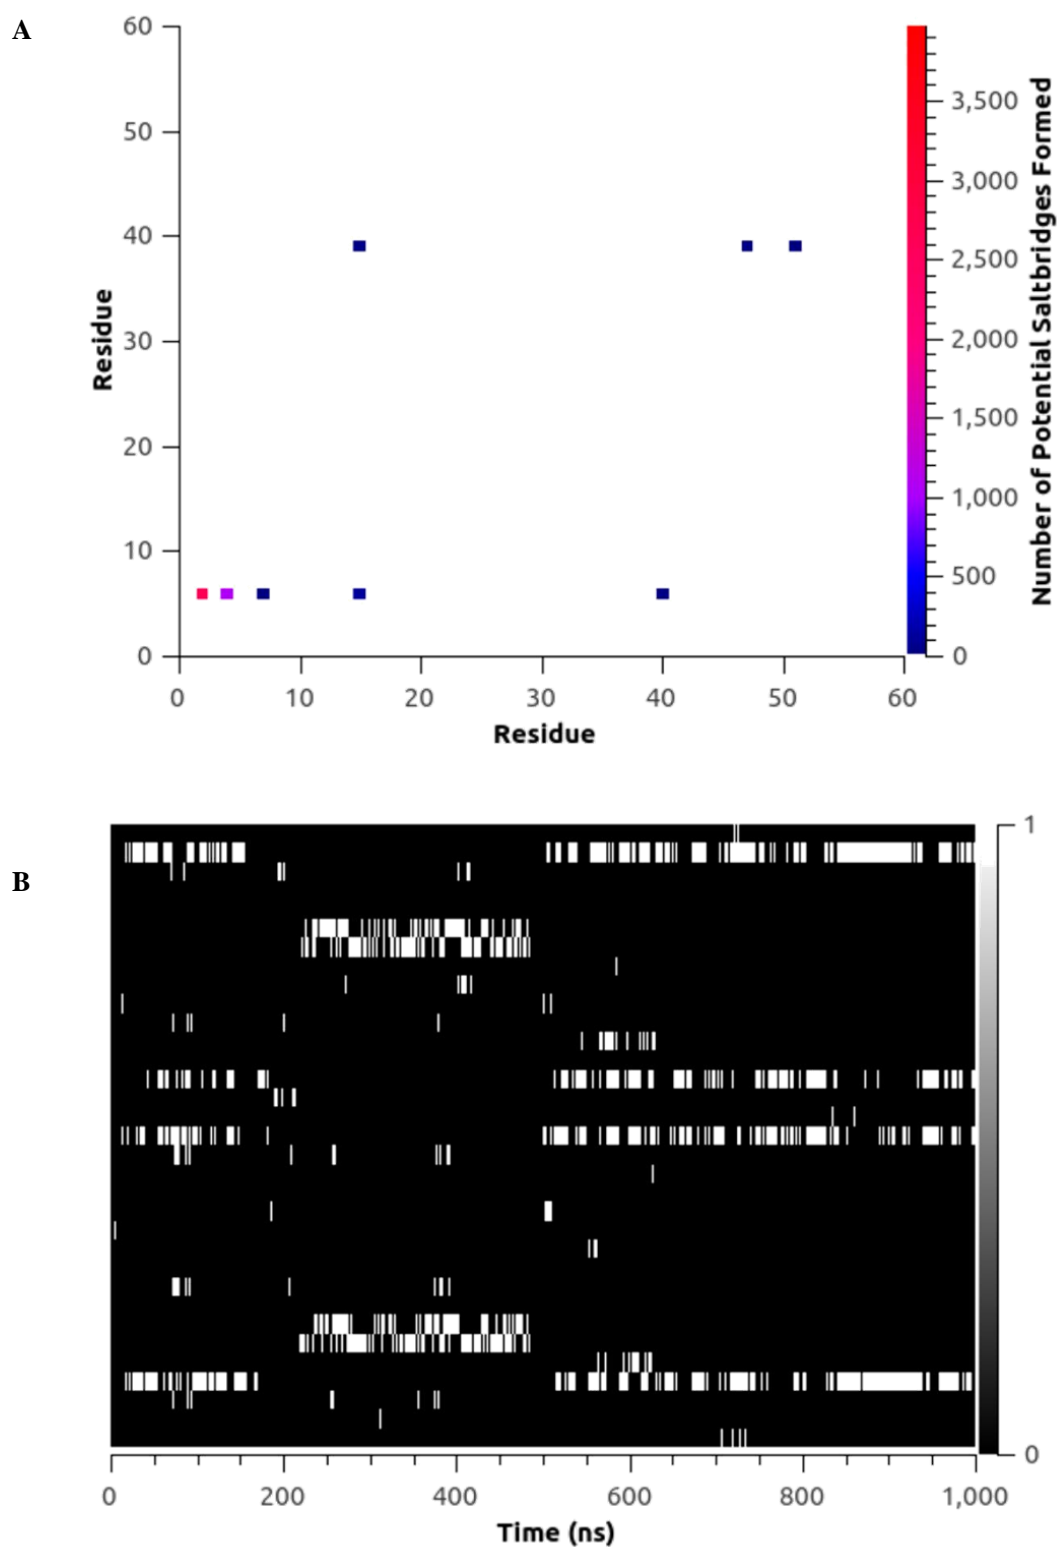 A
60
50
40
30
20
10
0
Residue
0 10 20 30 40 50 60
Residue
3,500
3,000
2,500
2,000
1,500
1,000
500
0
Number of Potential Saltbridges Formed
B
1
0
0 200 400 600 800 1,000
Time (ns)